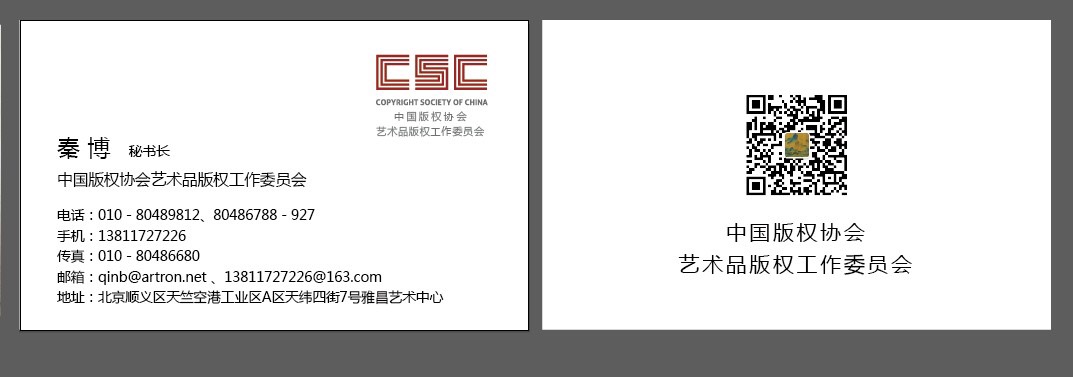 CSC
COPYRIGHT SOCIETY OF CHINA
中国版权协会
艺术品版权工作委员会
秦 博 秘书长
中国版权协会艺术品版权工作委员会
电话：010 - 80489812、80486788 - 927
手机：13811727226
传真：010 - 80486680
邮箱：qinb@artron.net 、13811727226@163.com
地址：北京顺义区天竺空港工业区A区天纬四街7号雅昌艺术中心
中国版权协会
艺术品版权工作委员会